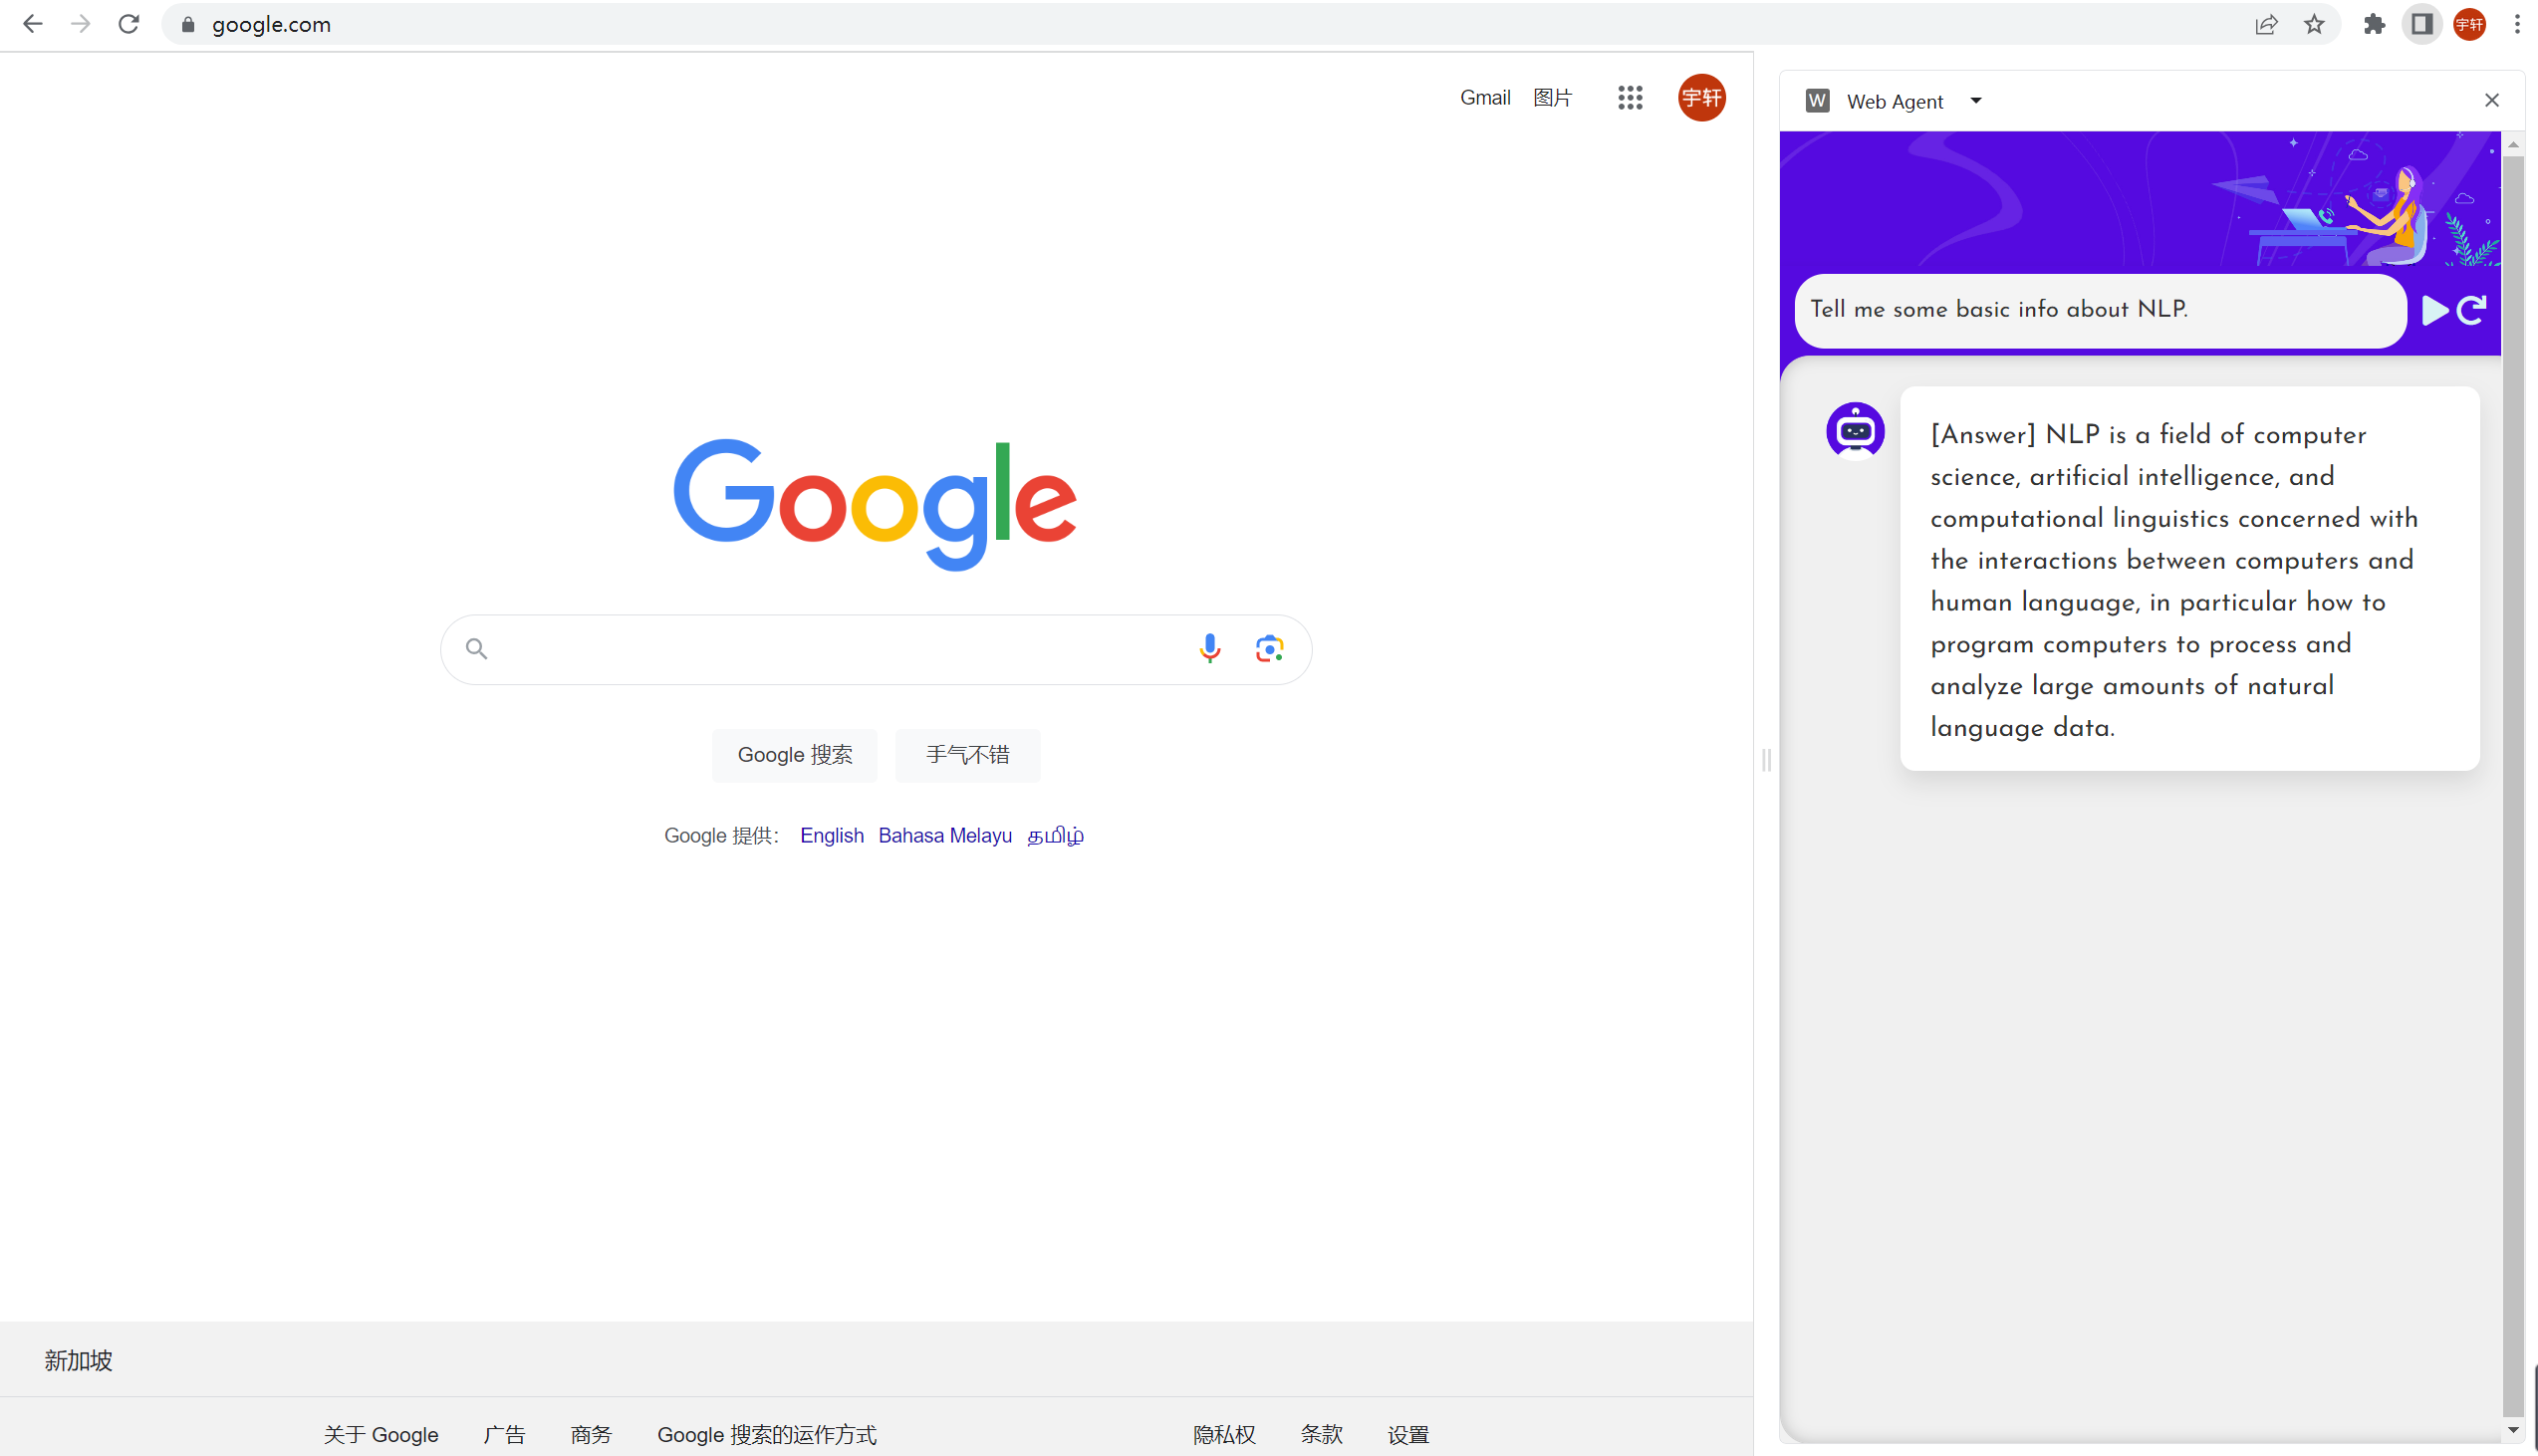 google.com
宇轩
Gmail 图片
宇轩
W Web Agent
Tell me some basic info about NLP.
[Answer] NLP is a field of computer
science, artificial intelligence, and
computational linguistics concerned with
the interactions between computers and
human language, in particular how to
program computers to process and
analyze large amounts of natural
language data.
Google
Google 搜索 手气不错
Google 提供： English Bahasa Melayu தமிழ்
新加坡
关于 Google 广告 商务 Google 搜索的运作方式 隐私权 条款 设置